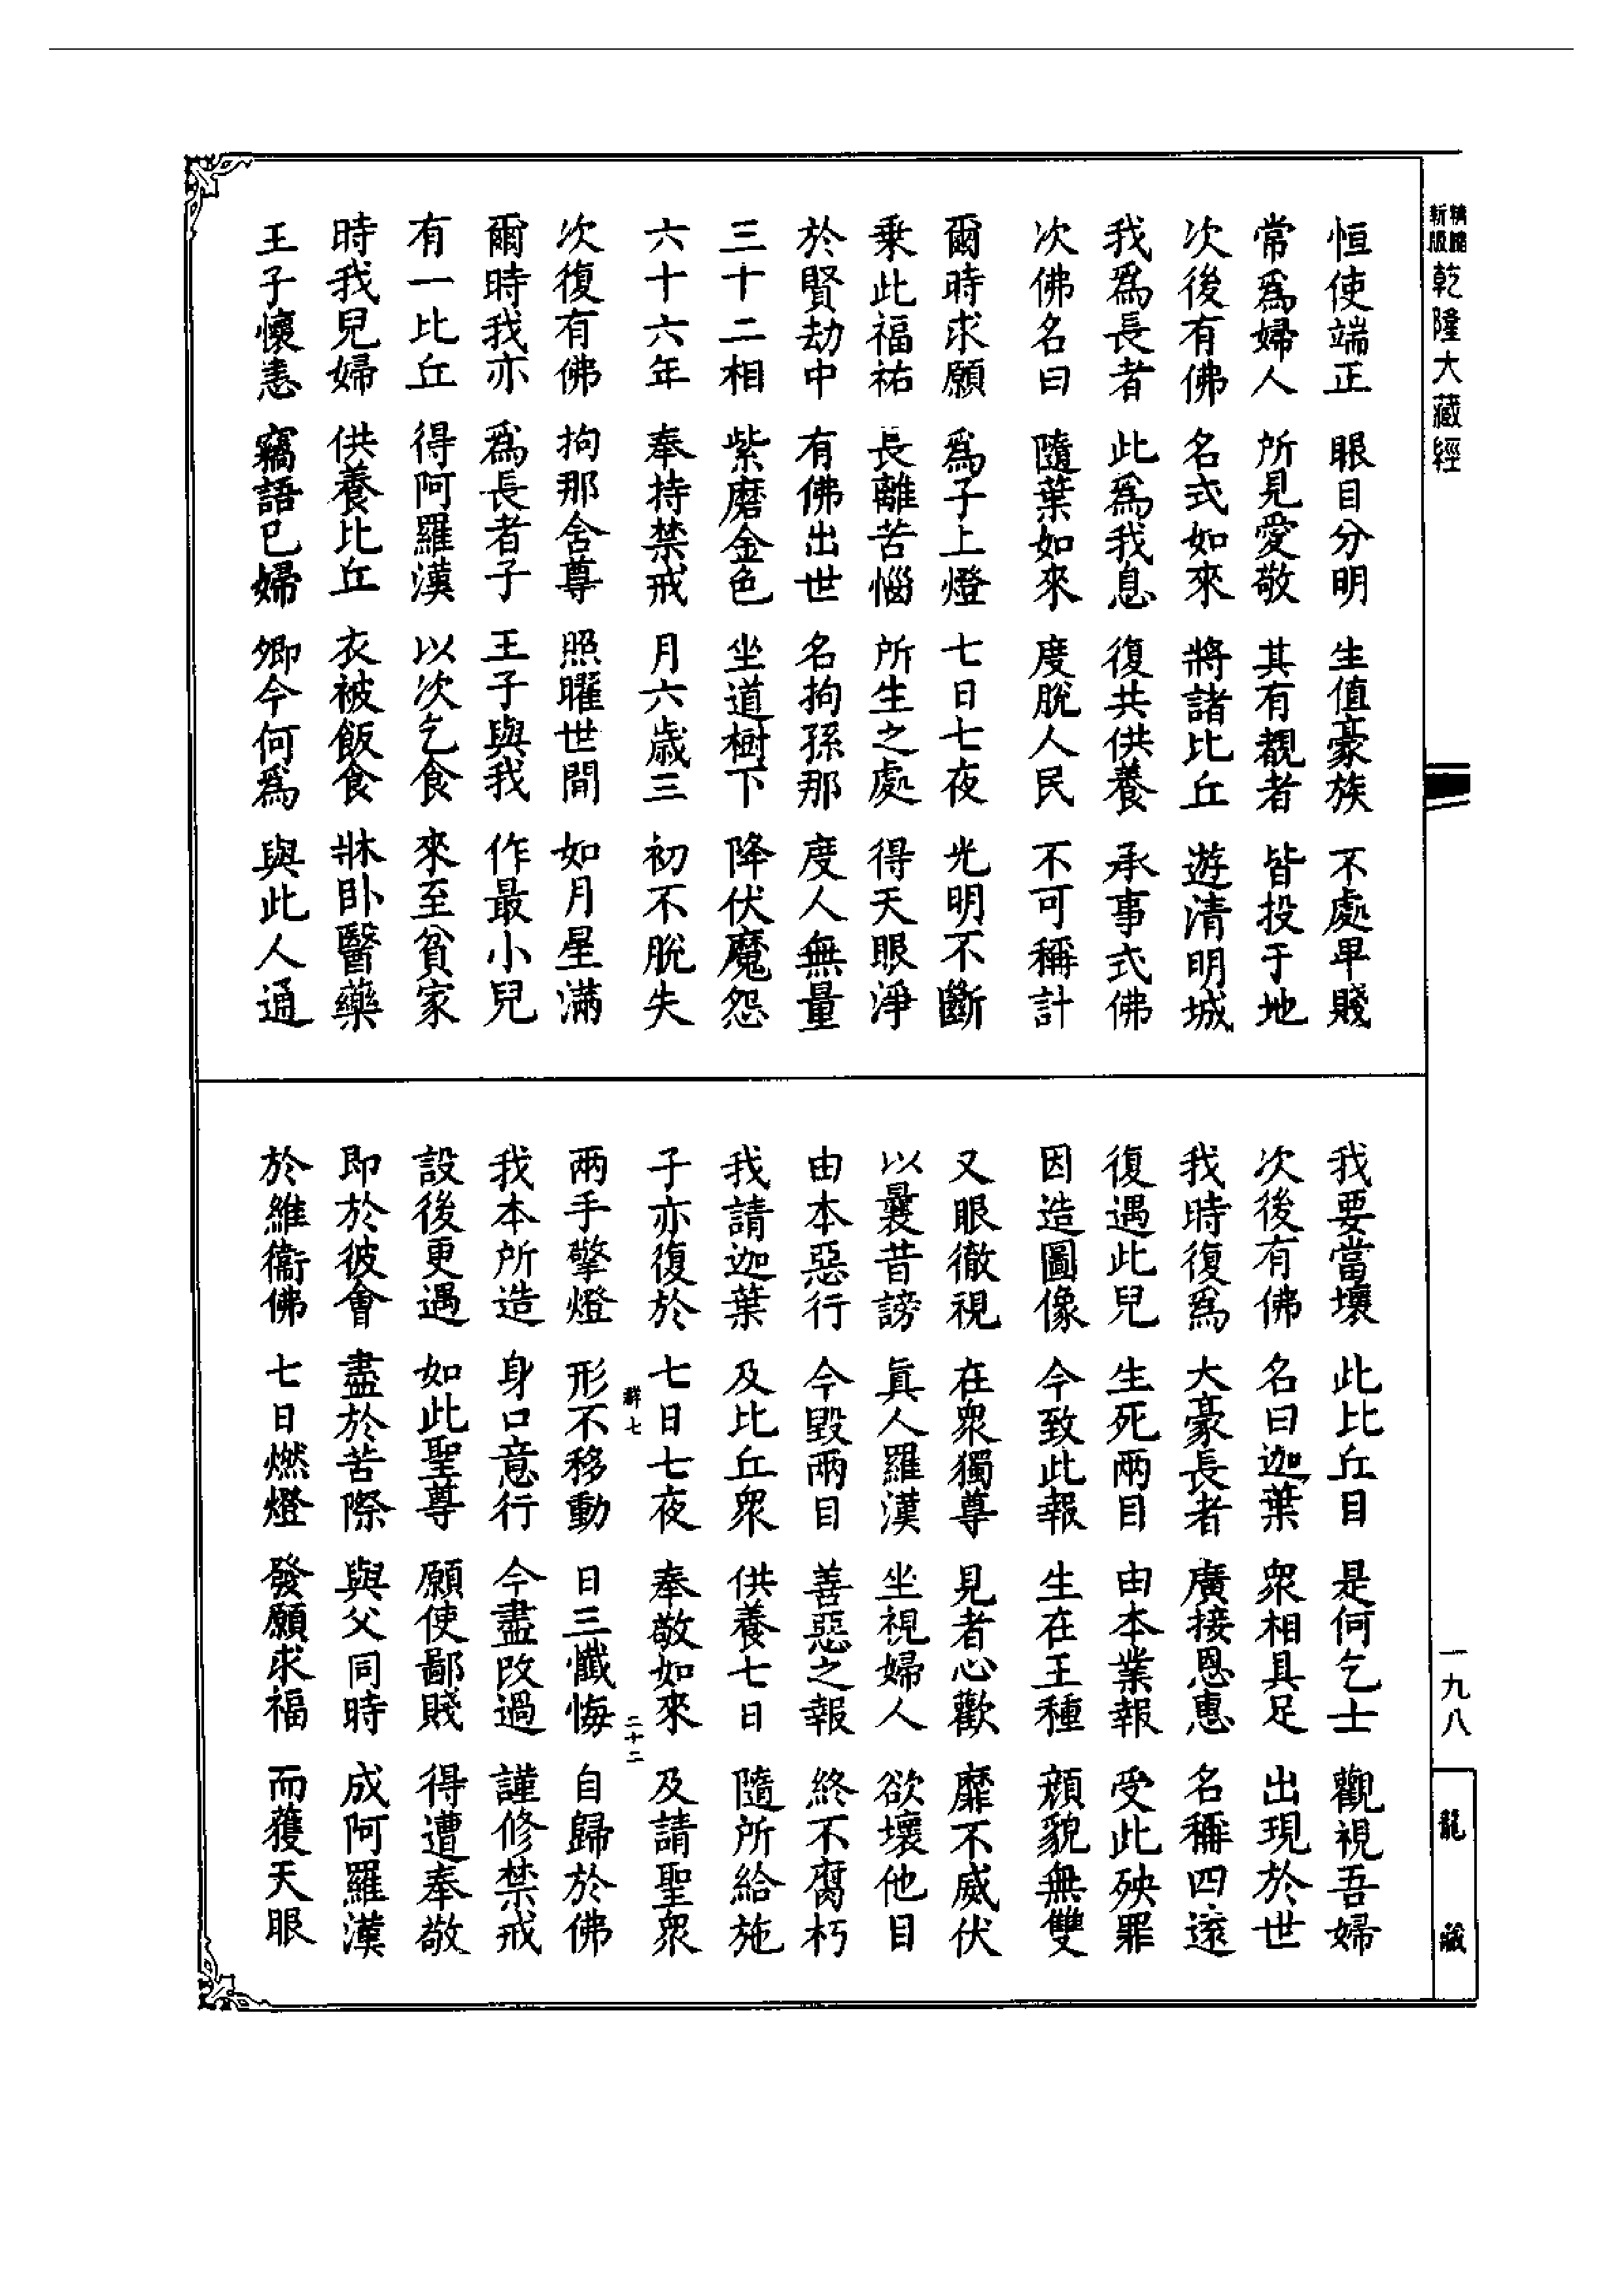 精縮新版乾隆大藏經
恒使端正 眼目分明 生值豪族 不處卑賤
常爲婦人 所見愛敬 其有覩者 皆投于地
次後有佛 名式如來 將諸比丘 遊清明城
我爲長者 此爲我息 復共供養 承事式佛
次佛名曰 隨葉如來 度脫人民 不可稱計
爾時求願 爲子上燈 七日七夜 光明不斷
乗此福祐 長離苦惱 所生之處 得天眼淨
於賢劫中 有佛出世 名拘孫那 度人無量
三十二相 紫磨金色 坐道樹下 降伏魔怨
六十六年 奉持禁戒 月六歲三 初不脫失
次復有佛 拘那舍尊 照曜世間 如月星滿
爾時我亦 爲長者子 王子與我 作最小兒
有一比丘 得阿羅漢 以次乞食 來至貧家
時我兒婦 供養比丘 衣被飯食 牀臥醫藥
王子懷恚 竊語已婦 卿今何爲 與此人通
我要當壞 此比丘目 是何乞士 觀視吾婦
次後有佛 名曰迦葉 衆相具足 出現於世
我時復爲 大豪長者 廣接恩惠 名稱四遠
復遇此兒 生死兩目 由本業報 受此殃罪
因造圖像 今致此報 生在王種 顔貌無雙
又眼徹視 在衆獨尊 見者心歡 靡不威伏
以曩昔謗 眞人羅漢 坐視婦人 欲壞他目
由本惡行 今毀兩目 善惡之報 終不腐朽
我請迦葉 及比丘衆 供養七日 隨所給施
子亦復於 七日七夜 奉敬如來 及請聖衆
群七 二十二
兩手擎燈 形不移動 日三懺悔 自歸於佛
我本所造 身口意行 今盡改過 謹修禁戒
設後更遇 如此聖尊 願使鄙賤 得遭奉敬
即於彼會 盡於苦際 與父同時 成阿羅漢
於維衞佛 七日燃燈 發願求福 而獲天眼
一九八
龍藏